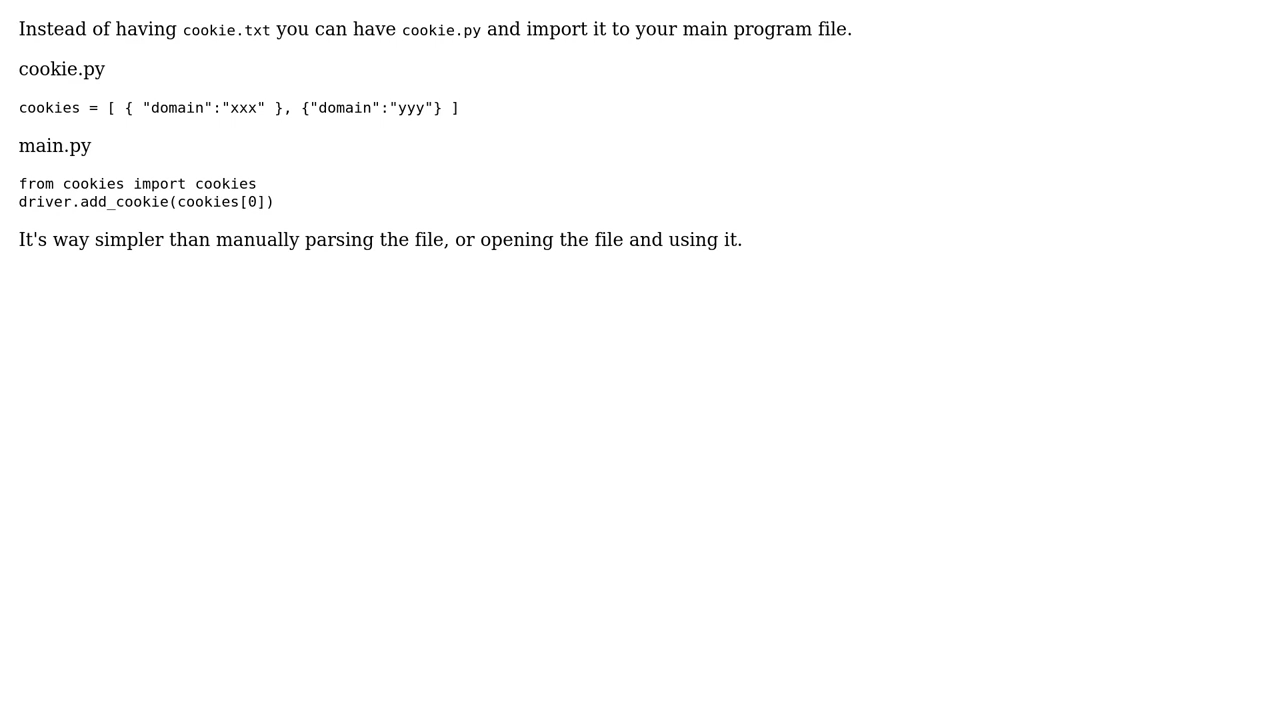 Instead of having cookie.txt you can have cookie.py and import it to your main program file.
cookie.py
cookies = [ { "domain":"xxx" }, {"domain":"yyy"} ]
main.py
from cookies import cookies
driver.add_cookie(cookies[0])
It's way simpler than manually parsing the file, or opening the file and using it.